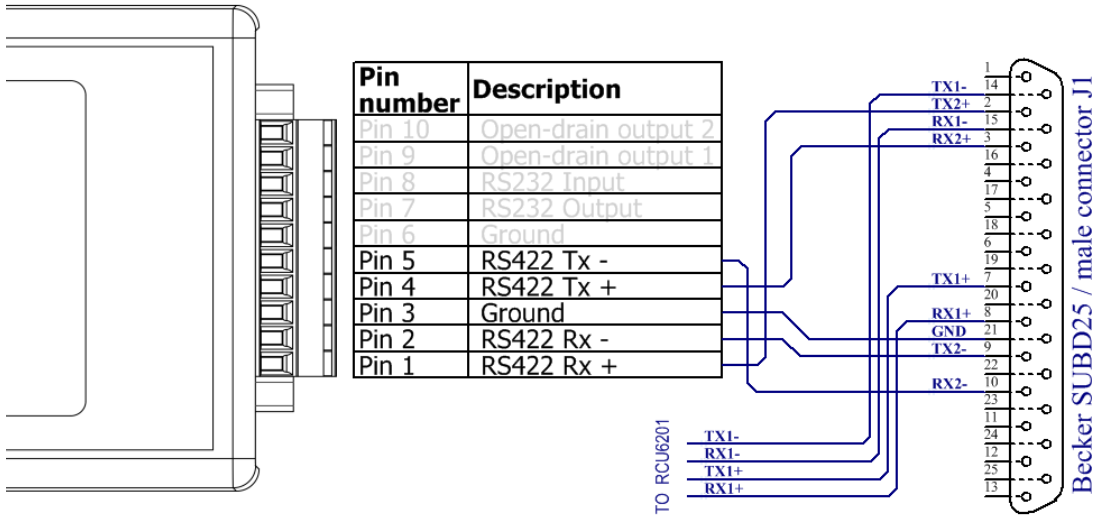 Pin number Description
Pin 10 Open-drain output 2
Pin 9 Open-drain output 1
Pin 8 RS232 Input
Pin 7 RS232 Output
Pin 6 Ground
Pin 5 RS422 Tx -
Pin 4 RS422 Tx +
Pin 3 Ground
Pin 2 RS422 Rx -
Pin 1 RS422 Rx +
TO RCU6201
TX1-
RX1-
TX1+
RX1+
1
TX1- 14
TX2+ 2
RX1- 15
RX2+ 3
16
4
17
5
18
6
19
TX1+ 7
20
RX1+ 8
GND 21
TX2- 9
22
RX2- 10
23
11
24
12
25
13
Becker SUBD25 / male connector J1